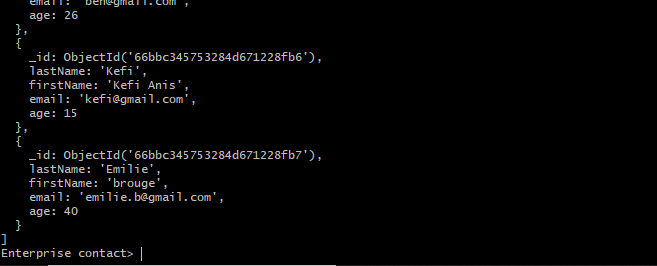 email: 'ben@gmail.com',
age: 26
},
{
_id: ObjectId('66bbc345753284d671228fb6'),
lastName: 'Kefi',
firstName: 'Kefi Anis',
email: 'kefi@gmail.com',
age: 15
},
{
_id: ObjectId('66bbc345753284d671228fb7'),
lastName: 'Emilie',
firstName: 'brouge',
email: 'emilie.b@gmail.com',
age: 40
}
]
Enterprise contact>